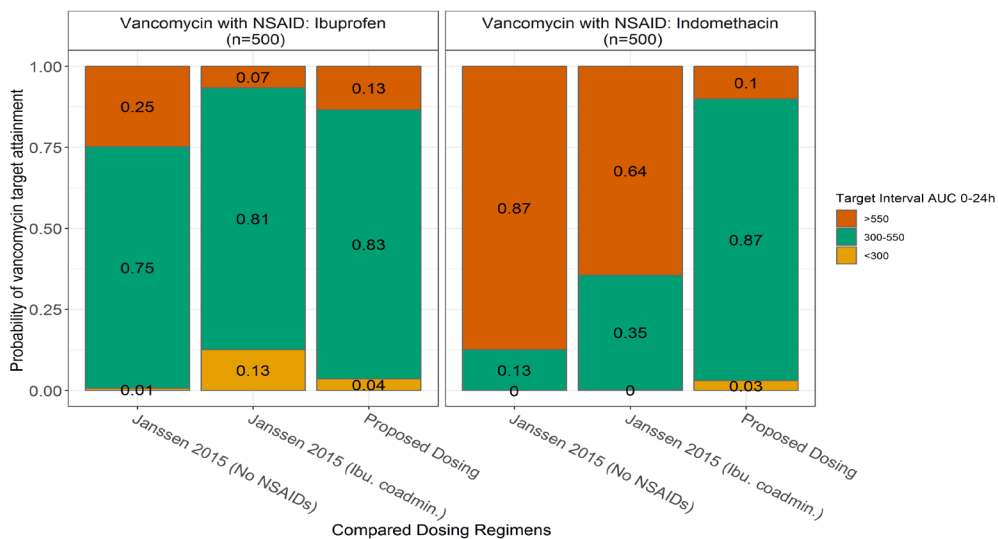 Vancomycin with NSAID: Ibuprofen
(n=500)
Vancomycin with NSAID: Indomethacin
(n=500)
Probability of vancomycin target attainment
1.00
0.75
0.50
0.25
0.00
0.25
0.75
0.01
0.07
0.81
0.13
0.13
0.83
0.04
0.87
0.13
0
0.64
0.35
0
0.1
0.87
0.03
Janssen 2015 (No NSAIDs)
Janssen 2015 (Ibu. coadmin.)
Proposed Dosing
Janssen 2015 (No NSAIDs)
Janssen 2015 (Ibu. coadmin.)
Proposed Dosing
Compared Dosing Regimens
Target Interval AUC 0-24h
>550
300-550
<300